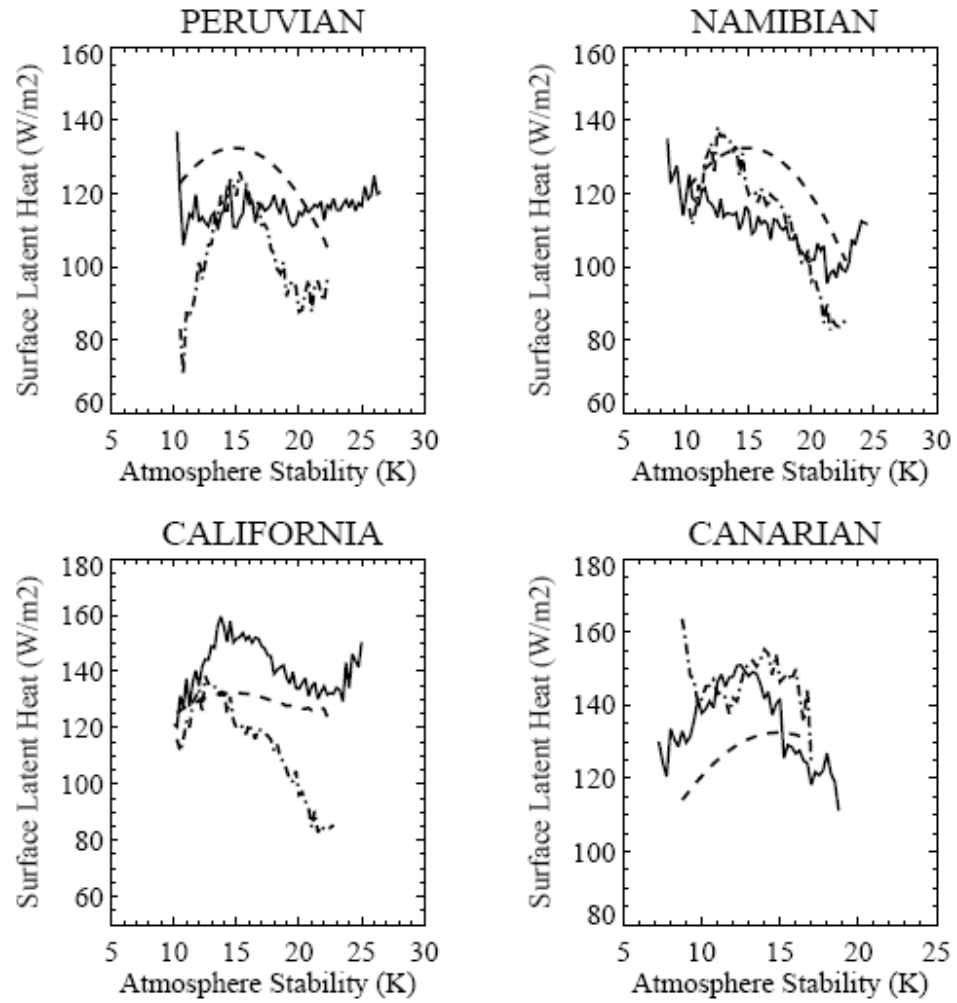 PERUVIAN
Surface Latent Heat (W/m2)
160
140
120
100
80
60
5 10 15 20 25 30
Atmosphere Stability (K)
NAMIBIAN
Surface Latent Heat (W/m2)
160
140
120
100
80
60
5 10 15 20 25 30
Atmosphere Stability (K)
CALIFORNIA
Surface Latent Heat (W/m2)
180
160
140
120
100
80
60
5 10 15 20 25 30
Atmosphere Stability (K)
CANARIAN
Surface Latent Heat (W/m2)
180
160
140
120
100
80
5 10 15 20 25
Atmosphere Stability (K)